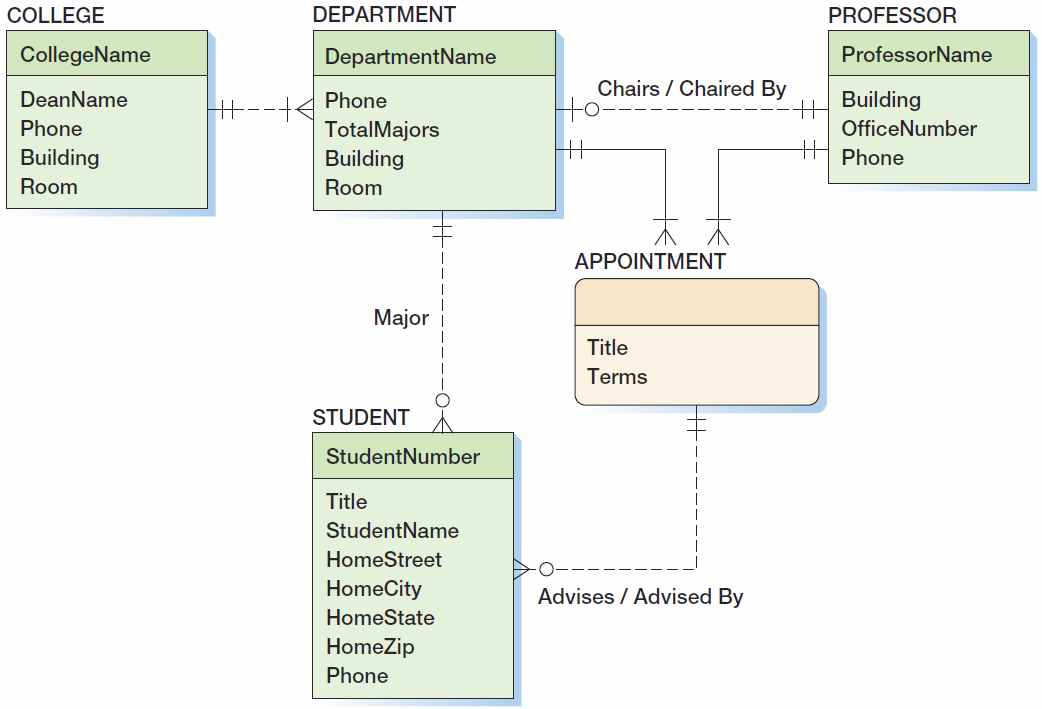 COLLEGE
CollegeName
DeanName
Phone
Building
Room
DEPARTMENT
DepartmentName
Phone
TotalMajors
Building
Room
Chairs / Chaired By
PROFESSOR
ProfessorName
Building
OfficeNumber
Phone
APPOINTMENT
Title
Terms
Major
STUDENT
StudentNumber
Title
StudentName
HomeStreet
HomeCity
HomeState
HomeZip
Phone
Advises / Advised By